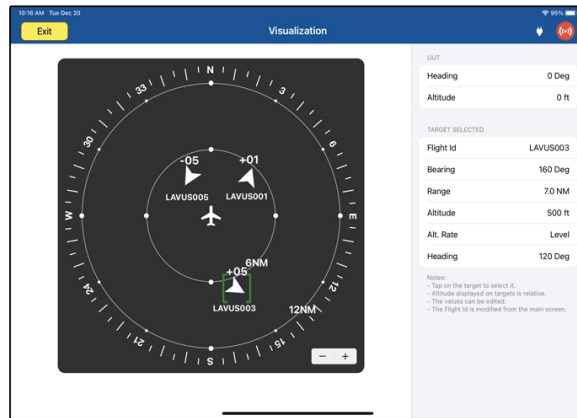 10:16 AM Tue Dec 20
95%
Exit
Visualization
N
3
6
E
12
15
S
21
24
W
30
33
-05
LAVUS005
+01
LAVUS001
6NM
+05
LAVUS003
12NM
− +
UUT
Heading 0 Deg
Altitude 0 ft
TARGET SELECTED
Flight Id LAVUS003
Bearing 160 Deg
Range 7.0 NM
Altitude 500 ft
Alt. Rate Level
Heading 120 Deg
Notes:
- Tap on the target to select it.
- Altitude displayed on targets is relative.
- The values can be edited.
- The Flight Id is modified from the main screen.